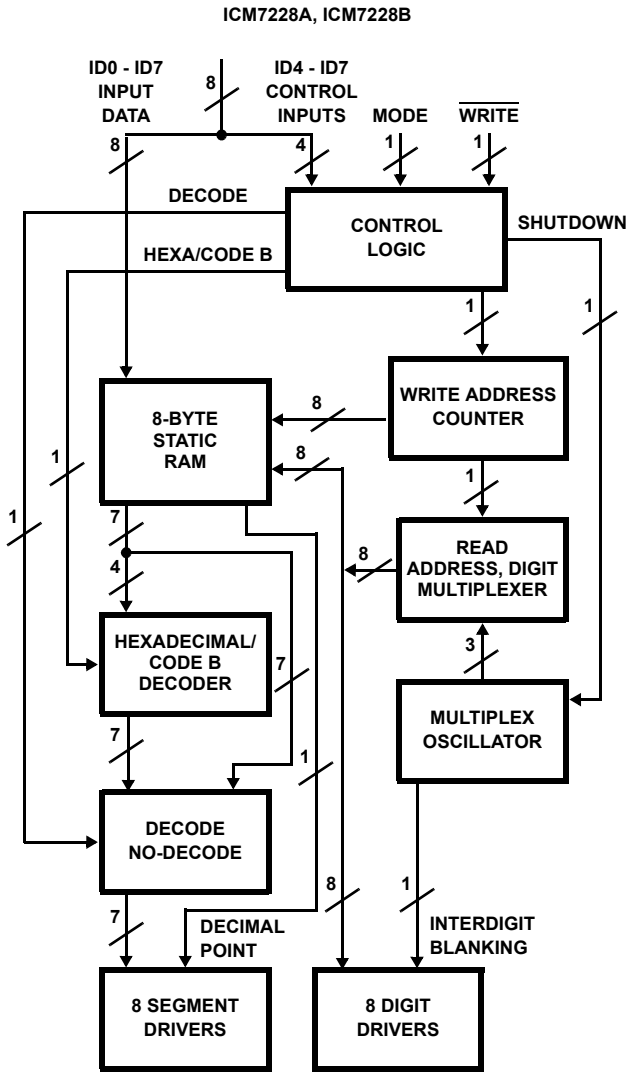 ICM7228A, ICM7228B
ID0 - ID7
INPUT
DATA
8
ID4 - ID7
CONTROL
INPUTS
MODE
WRITE
8
4
1
1
DECODE
CONTROL
LOGIC
SHUTDOWN
HEXA/CODE B
1
1
8-BYTE
STATIC
RAM
8
WRITE ADDRESS
COUNTER
8
1
1
1
7
4
8
READ
ADDRESS, DIGIT
MULTIPLEXER
HEXADECIMAL/
CODE B
DECODER
7
3
MULTIPLEX
OSCILLATOR
7
1
DECODE
NO-DECODE
8
1
7
DECIMAL
POINT
INTERDIGIT
BLANKING
8 SEGMENT
DRIVERS
8 DIGIT
DRIVERS